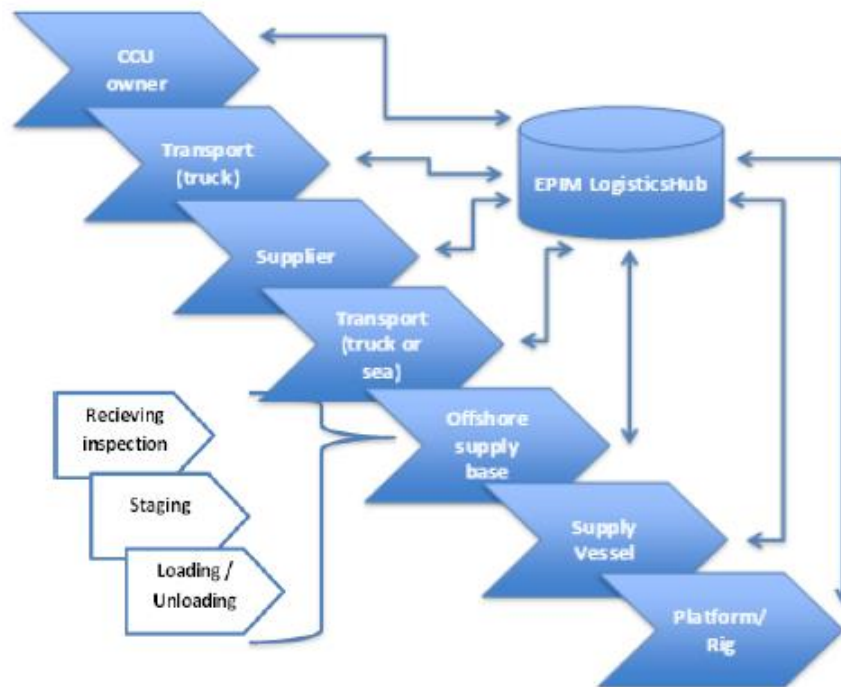 CCU
owner
Transport
(truck)
EPIM LogisticsHub
Supplier
Transport
(truck or
sea)
Recieving
inspection
Offshore
supply
base
Staging
Supply
Vessel
Loading /
Unloading
Platform/
Rig